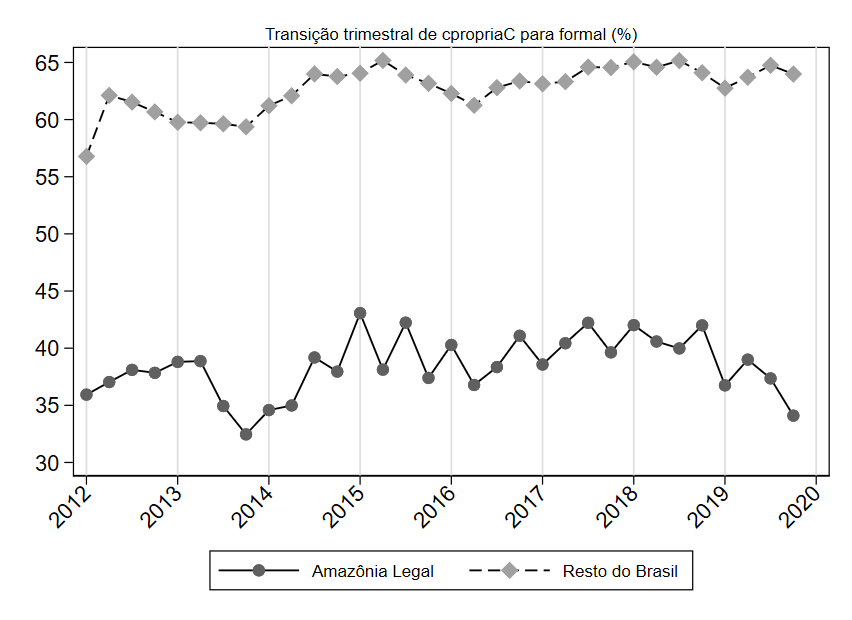 Transição trimestral de cpropriaC para formal (%)
65
60
55
50
45
40
35
30
2012 2013 2014 2015 2016 2017 2018 2019 2020
Amazônia Legal Resto do Brasil